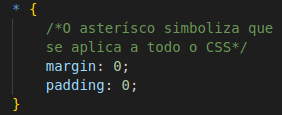 * {
/*O asterísco simboliza que
se aplica a todo o CSS*/
margin: 0;
padding: 0;
}